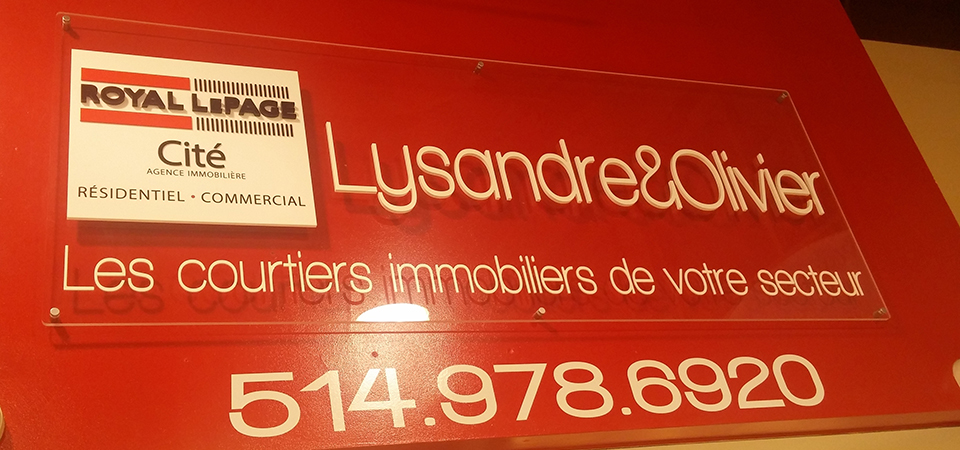 ROYAL LEPAGE
Cité
AGENCE IMMOBILIÈRE
RÉSIDENTIEL • COMMERCIAL
Lysandre&Olivier
Les courtiers immobiliers de votre secteur
514.978.6920